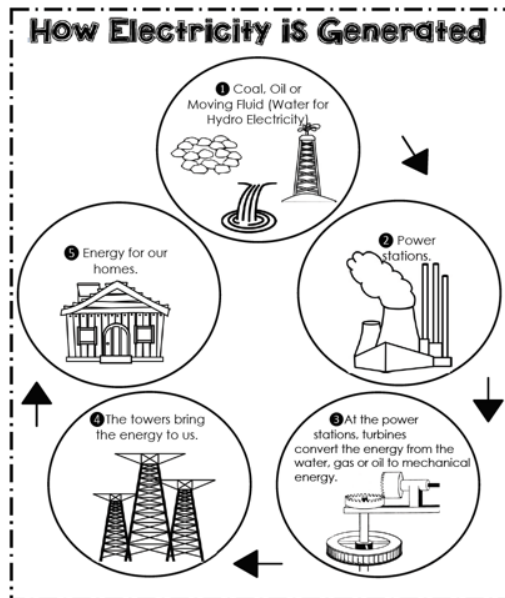 How Electricity is Generated
❶ Coal, Oil or
Moving Fluid (Water for
Hydro Electricity)
❷ Power
stations.
❸At the power
stations, turbines
convert the energy from the
water, gas or oil to mechanical
energy.
❹The towers bring
the energy to us.
❺ Energy for our
homes.